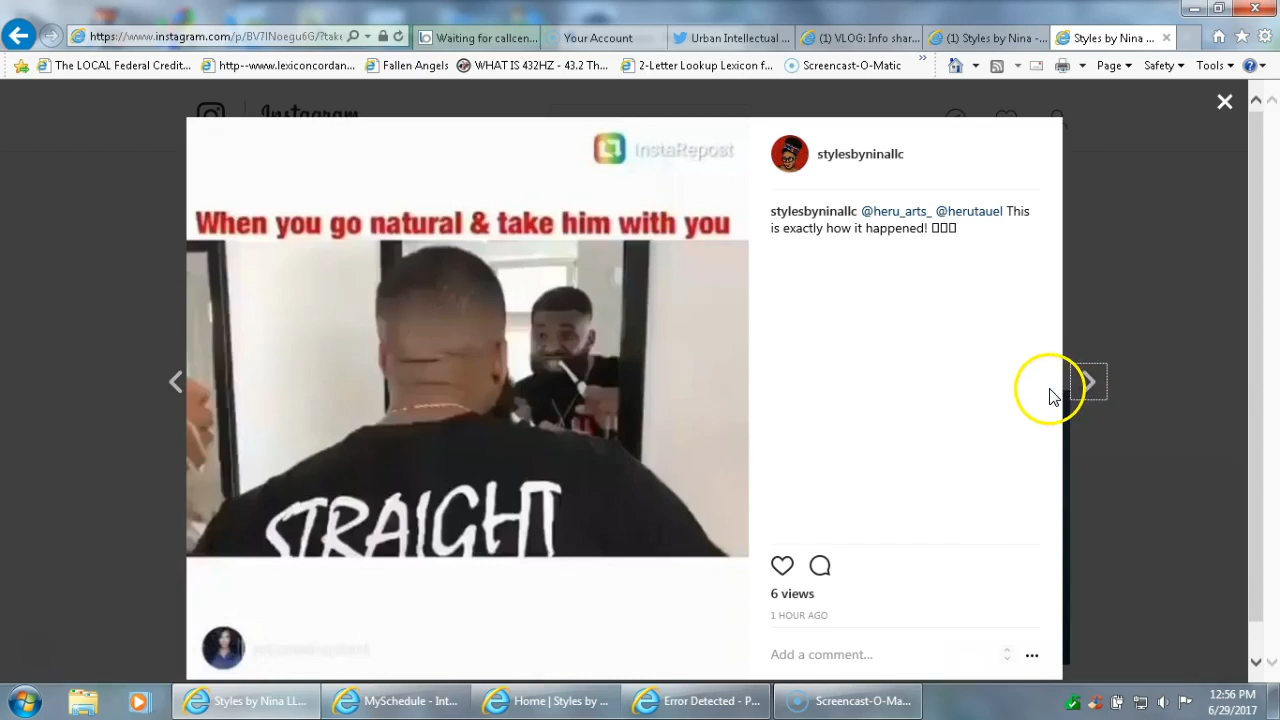 https://www.instagram.com/p/BV7lNoegu6G/?take
Waiting for callcen...
Your Account
Urban Intellectual ...
(1) VLOG: Info shar...
(1) Styles by Nina -...
Styles by Nina ...
The LOCAL Federal Credit...
http--www.lexiconcordan...
Fallen Angels
WHAT IS 432HZ - 43.2 Th...
2-Letter Lookup Lexicon f...
Screencast-O-Matic
Page
Safety
Tools
Instagram
InstaRepost
When you go natural & take him with you
STRAIGHT
stylesbyninallc
stylesbyninallc @heru_arts_ @herutauel This
is exactly how it happened!
6 views
1 HOUR AGO
Add a comment...
Styles by Nina LL...
MySchedule - Int...
Home | Styles by ...
Error Detected - P...
Screencast-O-Ma...
12:56 PM
6/29/2017